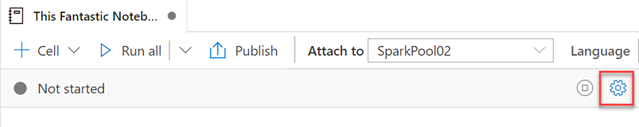 This Fantastic Noteb...
Cell Run all Publish Attach to SparkPool02 Language
Not started